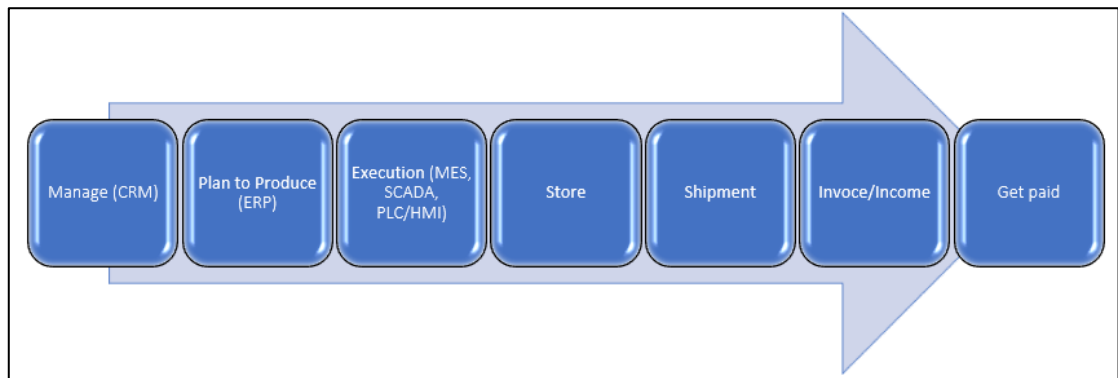 Manage (CRM)
Plan to Produce
(ERP)
Execution (MES,
SCADA,
PLC/HMI)
Store
Shipment
Invoce/Income
Get paid